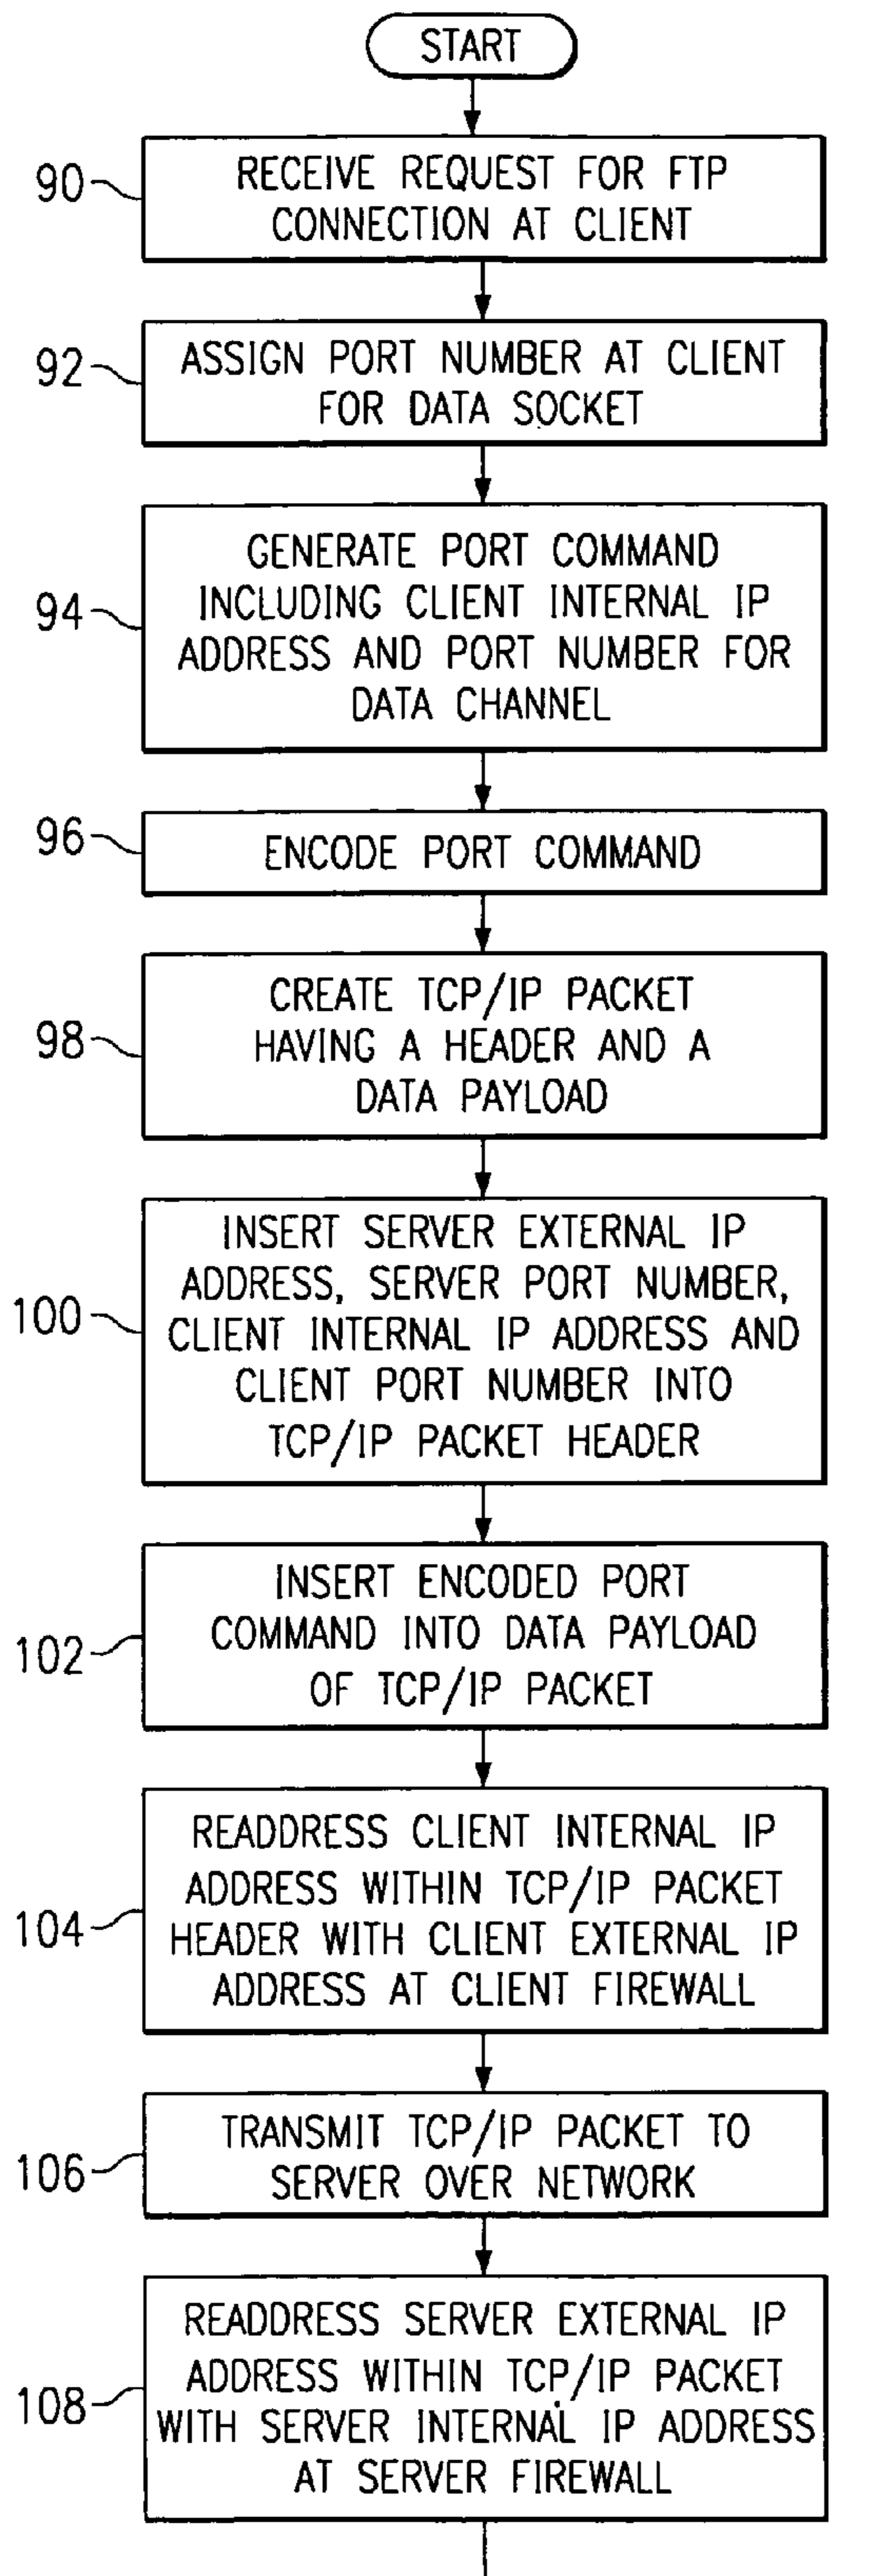 START
90
RECEIVE REQUEST FOR FTP
CONNECTION AT CLIENT
92
ASSIGN PORT NUMBER AT CLIENT
FOR DATA SOCKET
94
GENERATE PORT COMMAND
INCLUDING CLIENT INTERNAL IP
ADDRESS AND PORT NUMBER FOR
DATA CHANNEL
96
ENCODE PORT COMMAND
98
CREATE TCP/IP PACKET
HAVING A HEADER AND A
DATA PAYLOAD
100
INSERT SERVER EXTERNAL IP
ADDRESS, SERVER PORT NUMBER,
CLIENT INTERNAL IP ADDRESS AND
CLIENT PORT NUMBER INTO
TCP/IP PACKET HEADER
102
INSERT ENCODED PORT
COMMAND INTO DATA PAYLOAD
OF TCP/IP PACKET
104
READDRESS CLIENT INTERNAL IP
ADDRESS WITHIN TCP/IP PACKET
HEADER WITH CLIENT EXTERNAL IP
ADDRESS AT CLIENT FIREWALL
106
TRANSMIT TCP/IP PACKET TO
SERVER OVER NETWORK
108
READDRESS SERVER EXTERNAL IP
ADDRESS WITHIN TCP/IP PACKET
WITH SERVER INTERNAL IP ADDRESS
AT SERVER FIREWALL